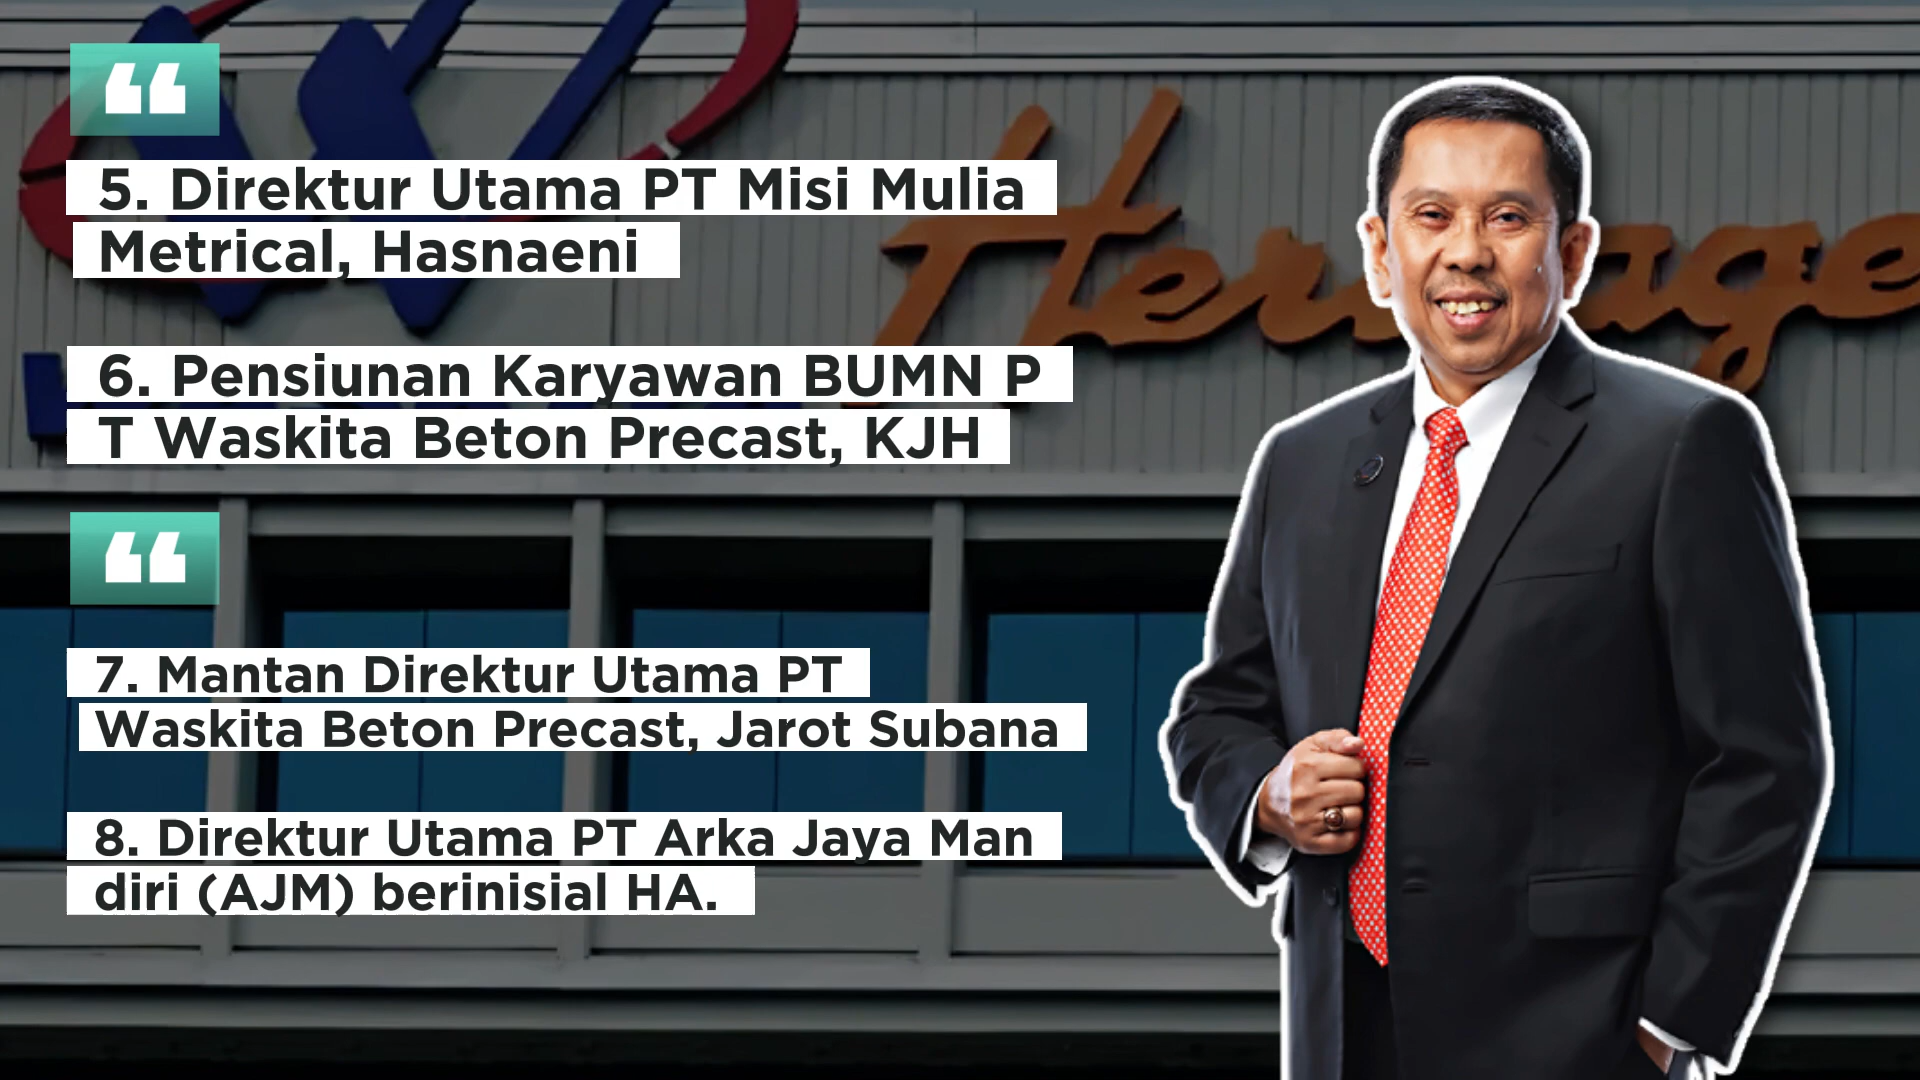 5. Direktur Utama PT Misi Mulia
Metrical, Hasnaeni
6. Pensiunan Karyawan BUMN P
T Waskita Beton Precast, KJH
7. Mantan Direktur Utama PT
Waskita Beton Precast, Jarot Subana
8. Direktur Utama PT Arka Jaya Man
diri (AJM) berinisial HA.